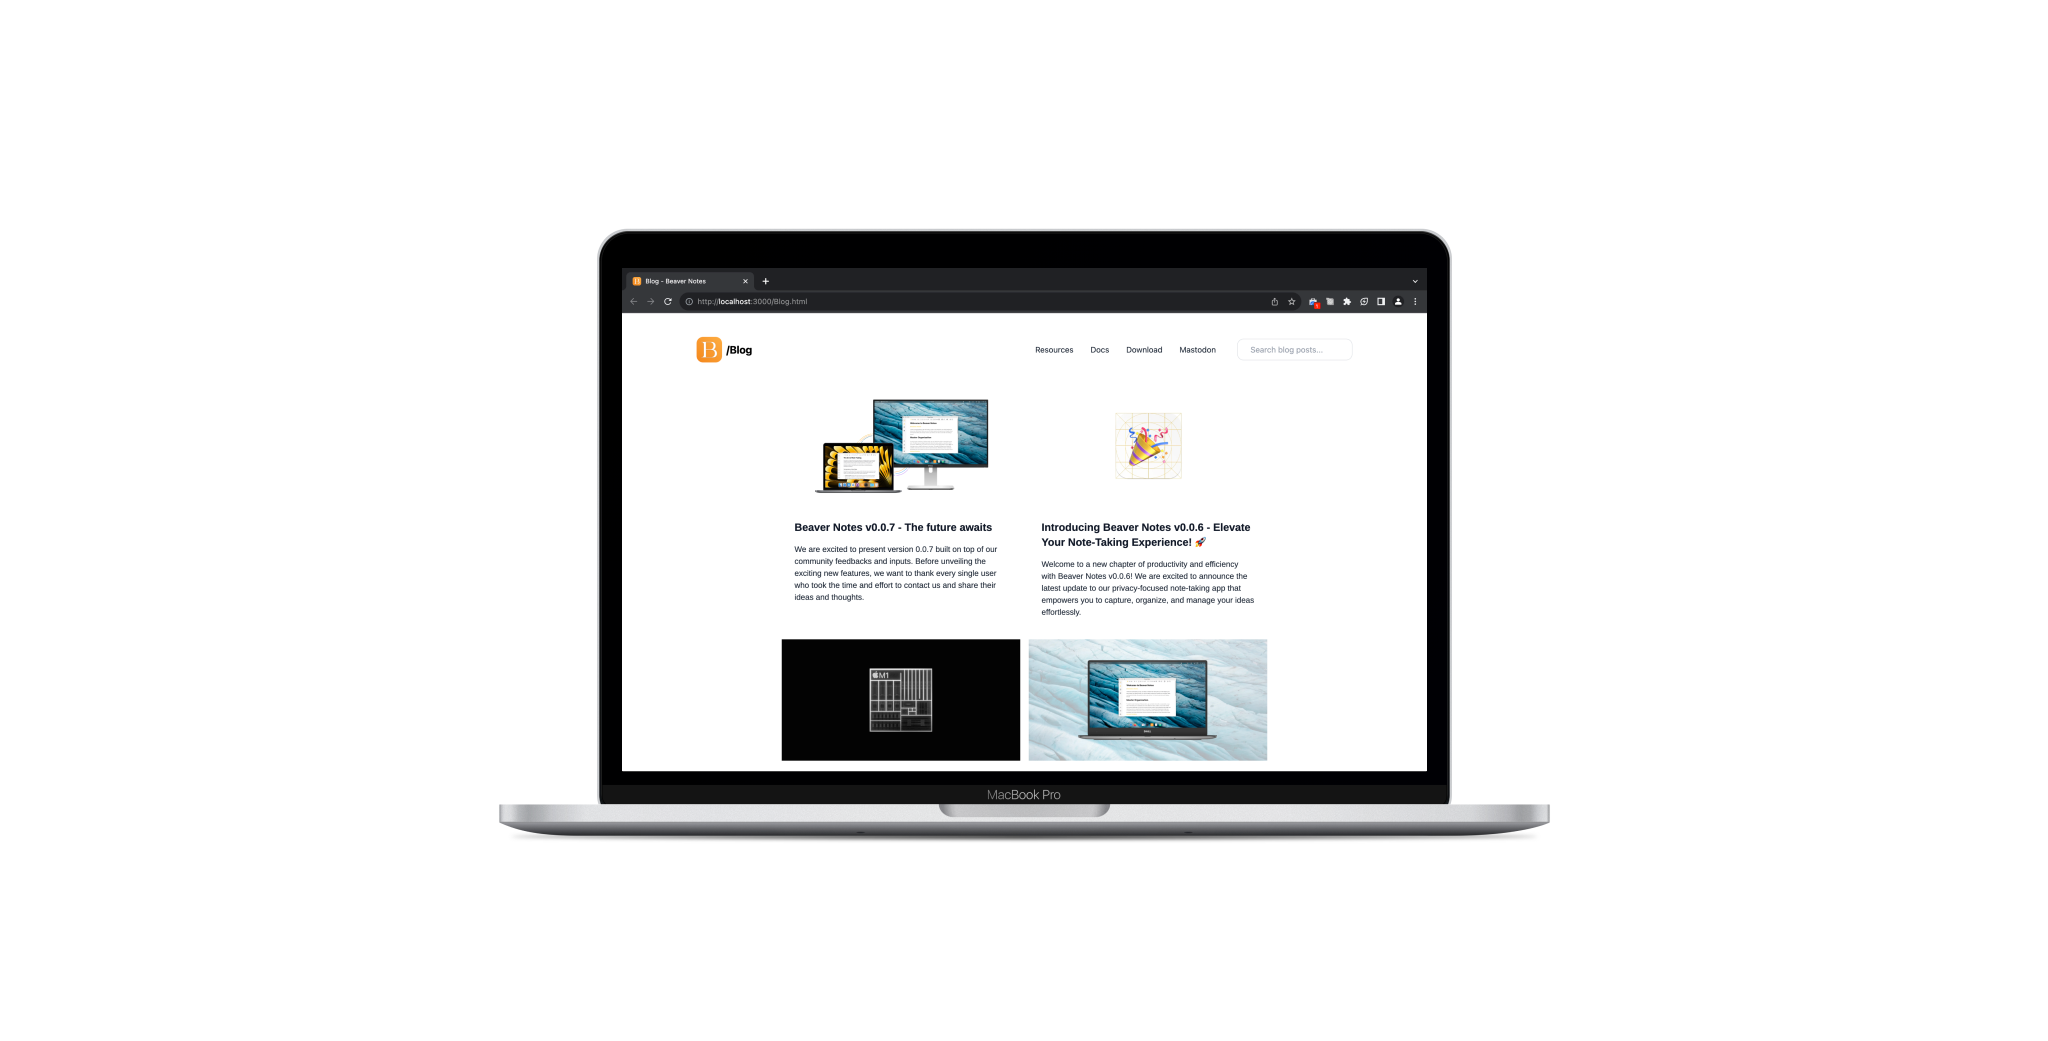 Blog - Beaver Notes
http://localhost:3000/Blog.html
B /Blog
Resources Docs Download Mastodon Search blog posts...
Beaver Notes v0.0.7 - The future awaits
We are excited to present version 0.0.7 built on top of our
community feedbacks and inputs. Before unveiling the
exciting new features, we want to thank every single user
who took the time and effort to contact us and share their
ideas and thoughts.
Introducing Beaver Notes v0.0.6 - Elevate
Your Note-Taking Experience! 🚀
Welcome to a new chapter of productivity and efficiency
with Beaver Notes v0.0.6! We are excited to announce the
latest update to our privacy-focused note-taking app that
empowers you to capture, organize, and manage your ideas
effortlessly.
M1
MacBook Pro